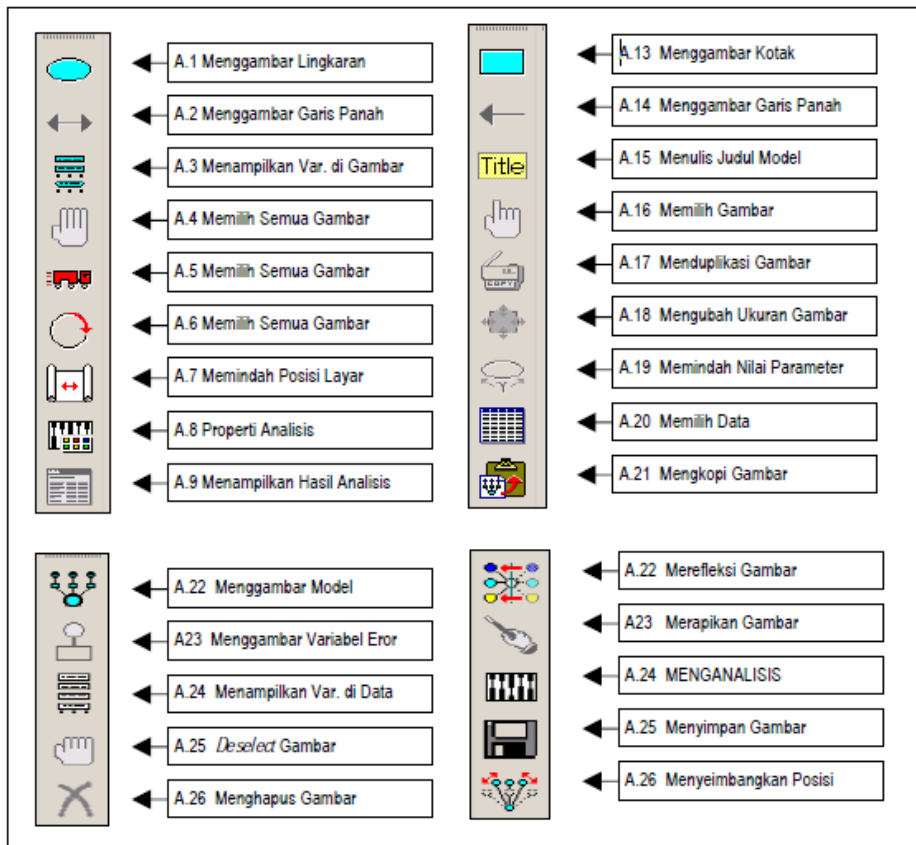 A.1 Menggambar Lingkaran
A.2 Menggambar Garis Panah
A.3 Menampilkan Var. di Gambar
A.4 Memilih Semua Gambar
A.5 Memilih Semua Gambar
A.6 Memilih Semua Gambar
A.7 Memindah Posisi Layar
A.8 Properti Analisis
A.9 Menampilkan Hasil Analisis
A.13 Menggambar Kotak
A.14 Menggambar Garis Panah
Title
A.15 Menulis Judul Model
A.16 Memilih Gambar
COPY
A.17 Menduplikasi Gambar
A.18 Mengubah Ukuran Gambar
A.19 Memindah Nilai Parameter
A.20 Memilih Data
A.21 Mengkopi Gambar
A.22 Menggambar Model
A23 Menggambar Variabel Eror
A.24 Menampilkan Var. di Data
A.25 Deselect Gambar
A.26 Menghapus Gambar
A.22 Merefleksi Gambar
A23 Merapikan Gambar
A.24 MENGANALISIS
A.25 Menyimpan Gambar
A.26 Menyeimbangkan Posisi